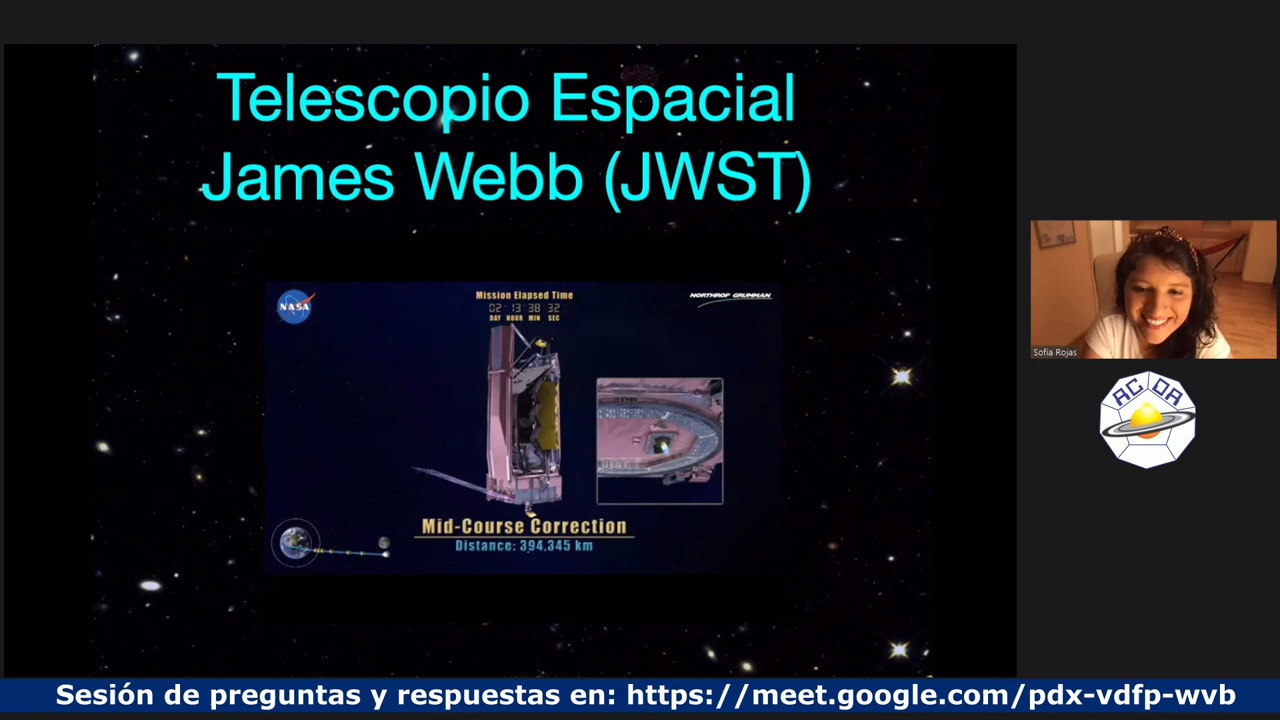 Telescopio Espacial
James Webb (JWST)
NASA
Mission Elapsed Time
02 : 13 : 38 : 32
DAY HOUR MIN SEC
NORTHROP GRUMMAN
Mid-Course Correction
Distance: 394,345 km
Sofía Rojas
ACDA
Sesión de preguntas y respuestas en: https://meet.google.com/pdx-vdfp-wvb